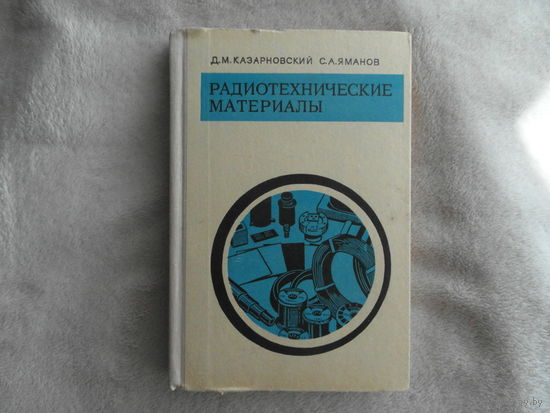 Д.М.КАЗАРНОВСКИЙ С.А.ЯМАНОВ
РАДИОТЕХНИЧЕСКИЕ
МАТЕРИАЛЫ